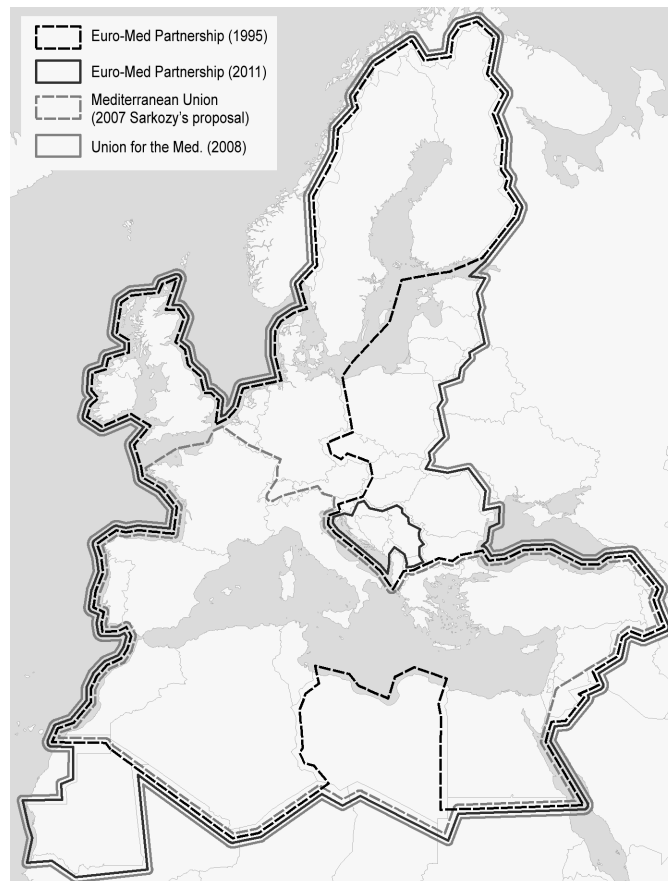 Euro-Med Partnership (1995)
Euro-Med Partnership (2011)
Mediterranean Union
(2007 Sarkozy's proposal)
Union for the Med. (2008)